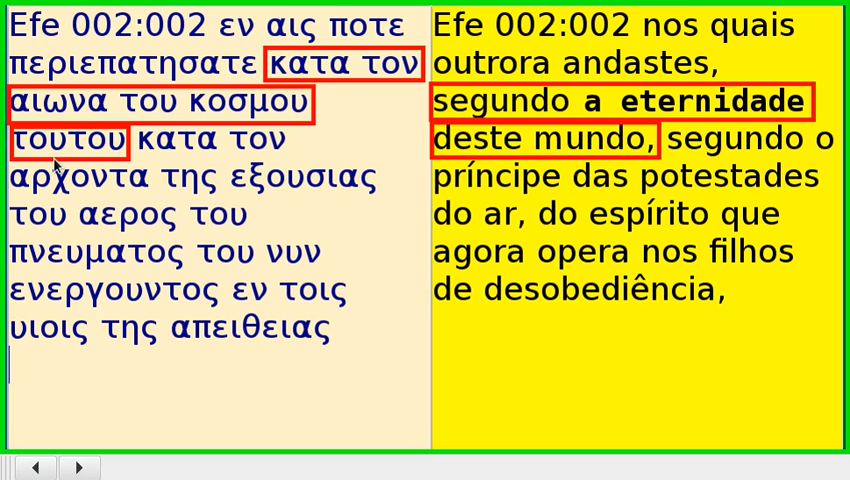 Efe 002:002 εν αις ποτε
περιεπατησατε κατα τον
αιωνα του κοσμου
τουτου κατα τον
αρχοντα της εξουσιας
του αερος του
πνευματος του νυν
ενεργουντος εν τοις
υιοις της απειθειας
Efe 002:002 nos quais
outrora andastes,
segundo a eternidade
deste mundo, segundo o
príncipe das potestades
do ar, do espírito que
agora opera nos filhos
de desobediência,